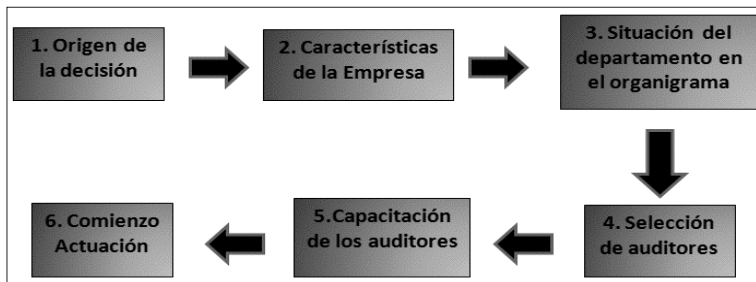 1. Origen de
la decisión
2. Características
de la Empresa
3. Situación del
departamento en
el organigrama
4. Selección
de auditores
5.Capacitación
de los auditores
6. Comienzo
Actuación